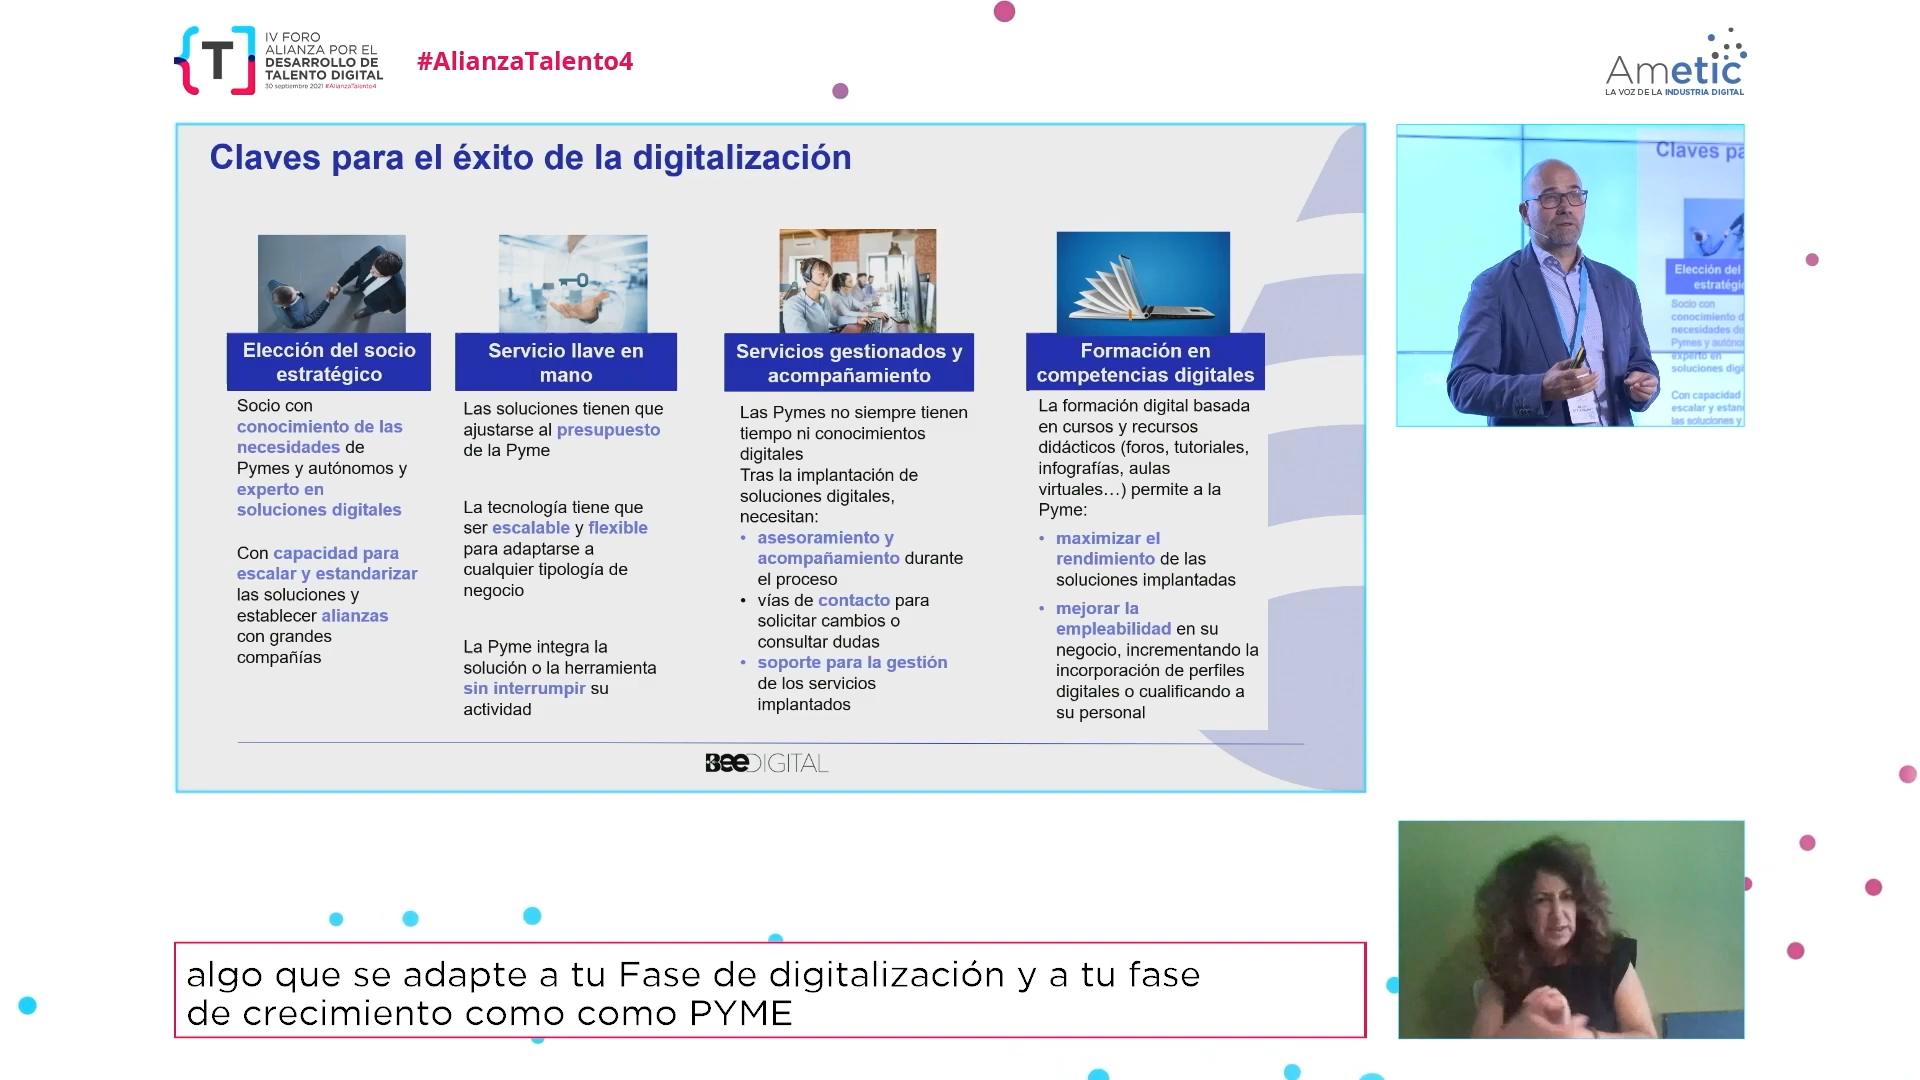 IV FORO
ALIANZA POR EL
DESARROLLO DE
TALENTO DIGITAL
30 septiembre 2021 #AlianzaTalento4
{T]
#AlianzaTalento4
Ametic
LA VOZ DE LA INDUSTRIA DIGITAL
Claves para el éxito de la digitalización
Elección del socio
estratégico
Socio con
conocimiento de las
necesidades de
Pymes y autónomos y
experto en
soluciones digitales
Con capacidad para
escalar y estandarizar
las soluciones y
establecer alianzas
con grandes
compañías
Servicio llave en
mano
Las soluciones tienen que
ajustarse al presupuesto
de la Pyme
La tecnología tiene que
ser escalable y flexible
para adaptarse a
cualquier tipología de
negocio
La Pyme integra la
solución o la herramienta
sin interrumpir su
actividad
Servicios gestionados y
acompañamiento
Las Pymes no siempre tienen
tiempo ni conocimientos
digitales
Tras la implantación de
soluciones digitales,
necesitan:
• asesoramiento y
acompañamiento durante
el proceso
• vías de contacto para
solicitar cambios o
consultar dudas
• soporte para la gestión
de los servicios
implantados
Formación en
competencias digitales
La formación digital basada
en cursos y recursos
didácticos (foros, tutoriales,
infografías, aulas
virtuales…) permite a la
Pyme:
• maximizar el
rendimiento de las
soluciones implantadas
• mejorar la
empleabilidad en su
negocio, incrementando la
incorporación de perfiles
digitales o cualificando a
su personal
BeeDIGITAL
Claves pa
Elección del
estratégic
Socio con
conocimiento d
necesidades de
Pymes y autóno
experto en
soluciones digi
Con capacidad
escalar y estan
las soluciones y
algo que se adapte a tu Fase de digitalización y a tu fase
de crecimiento como como PYME